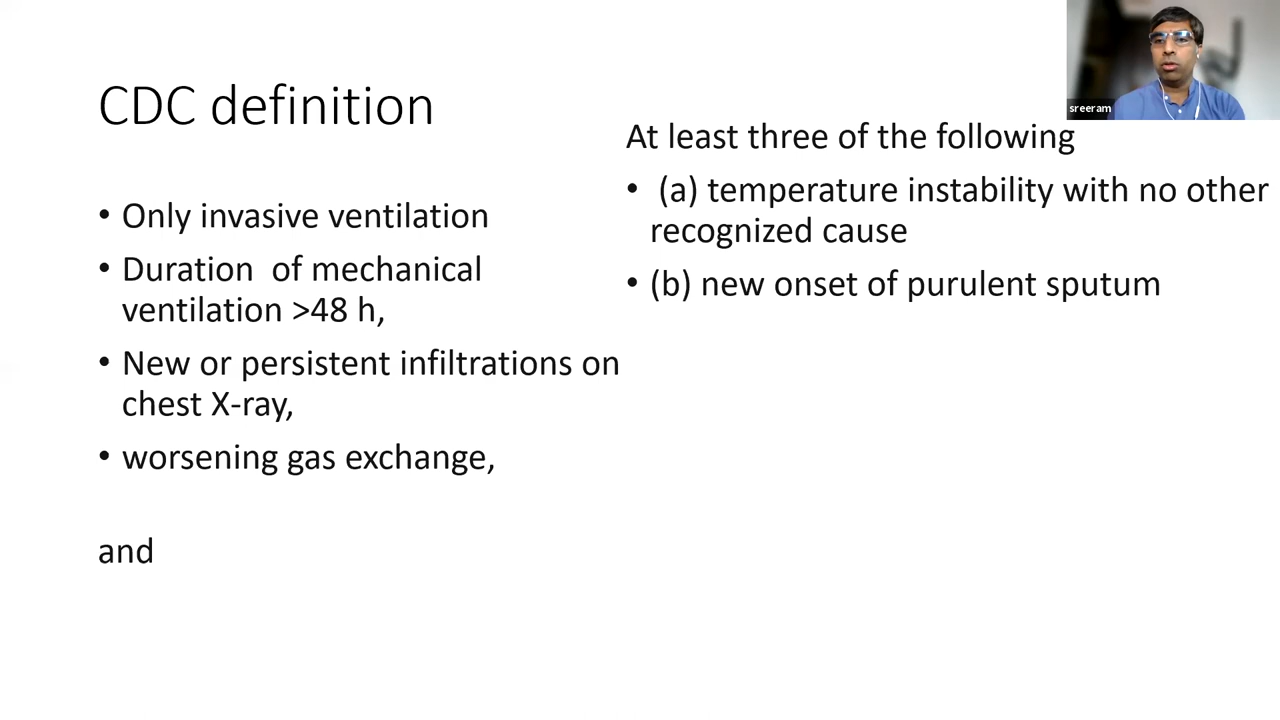 CDC definition
• Only invasive ventilation
• Duration  of mechanical
ventilation >48 h,
• New or persistent infiltrations on
chest X-ray,
• worsening gas exchange,
and
At least three of the following
•  (a) temperature instability with no other
recognized cause
• (b) new onset of purulent sputum
sreeram